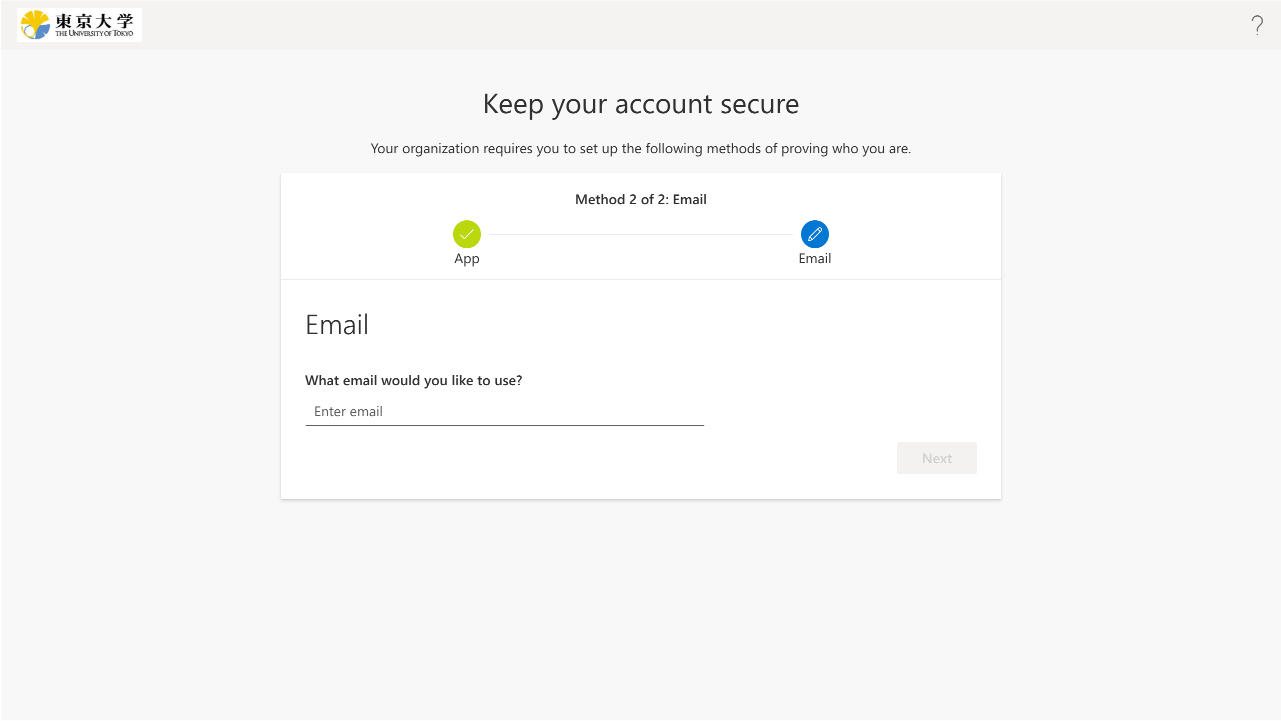 東京大学
THE UNIVERSITY OF TOKYO
?
Keep your account secure
Your organization requires you to set up the following methods of proving who you are.
Method 2 of 2: Email
App
Email
Email
What email would you like to use?
Enter email
Next